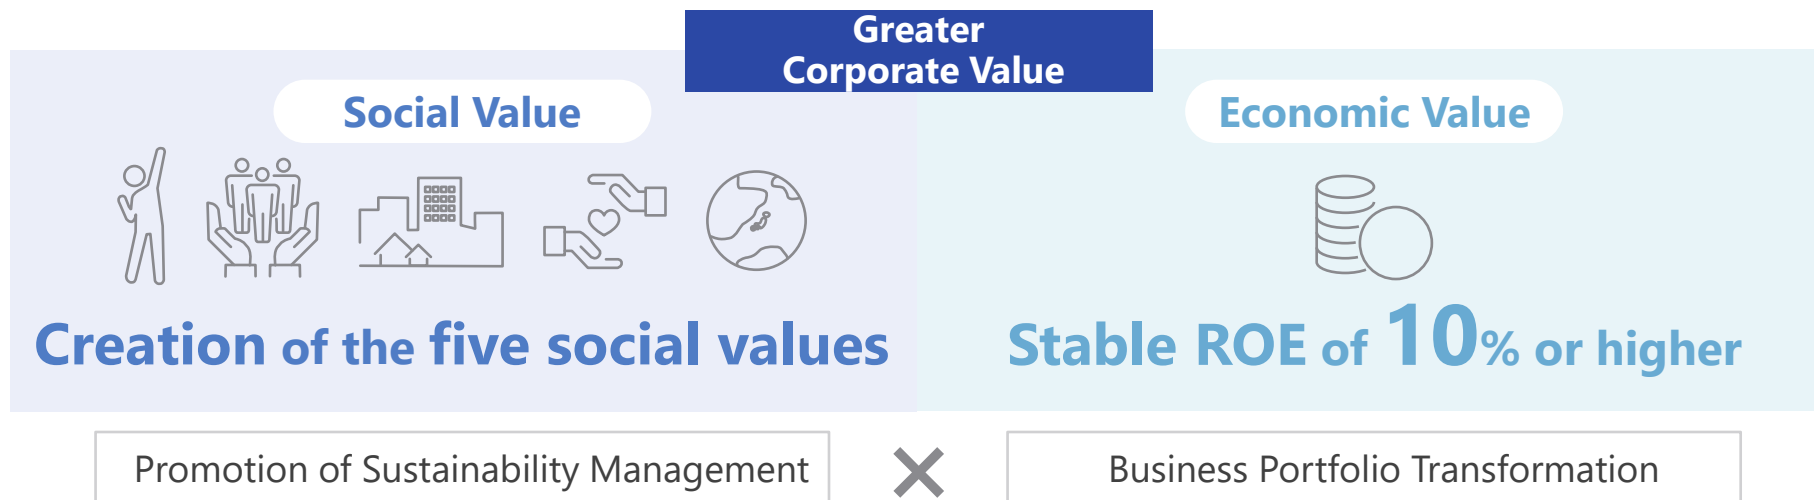 Greater
Corporate Value
Social Value
Economic Value
Creation of the five social values
Stable ROE of 10% or higher
Promotion of Sustainability Management
Business Portfolio Transformation